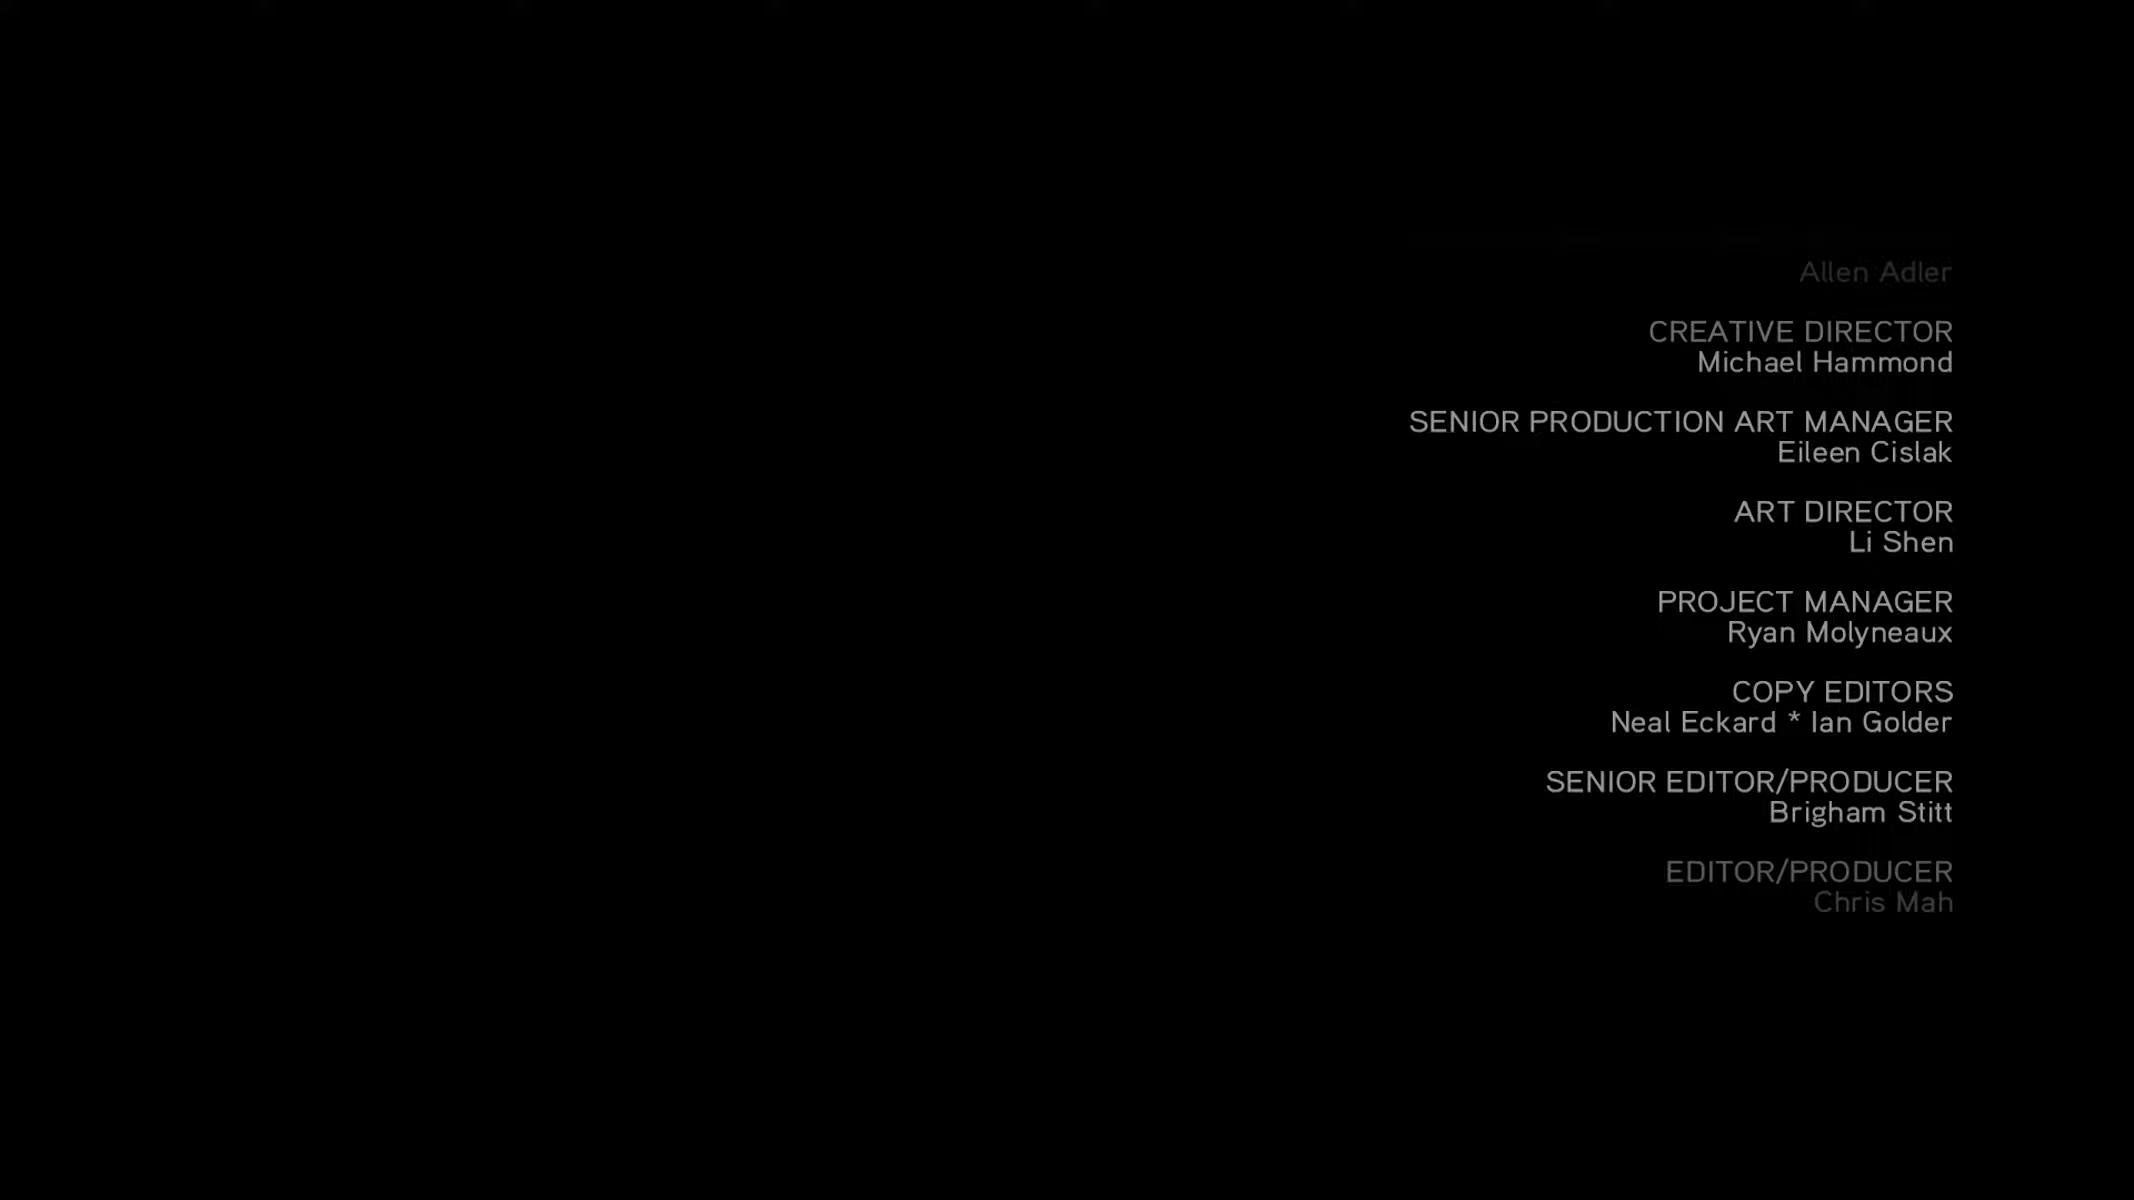 Allen Adler
CREATIVE DIRECTOR
Michael Hammond
SENIOR PRODUCTION ART MANAGER
Eileen Cislak
ART DIRECTOR
Li Shen
PROJECT MANAGER
Ryan Molyneaux
COPY EDITORS
Neal Eckard * Ian Golder
SENIOR EDITOR/PRODUCER
Brigham Stitt
EDITOR/PRODUCER
Chris Mah